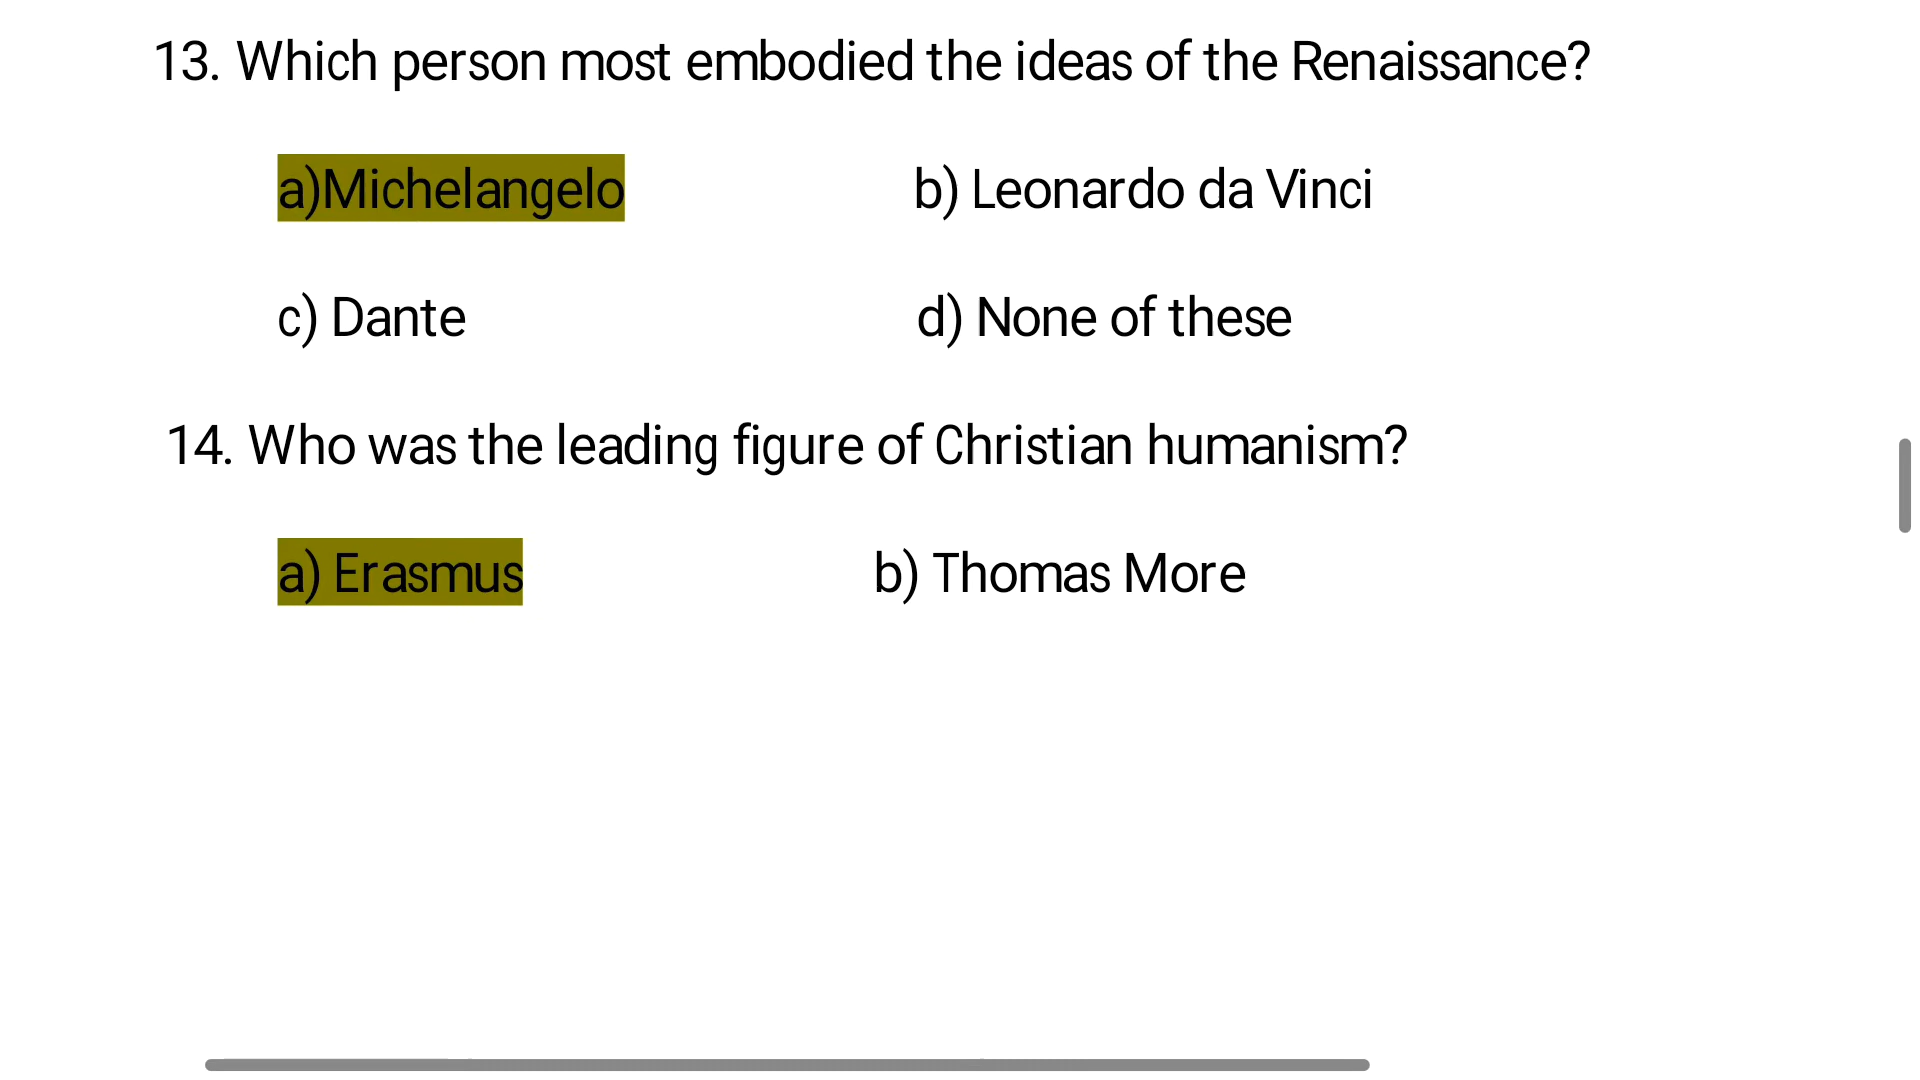 13. Which person most embodied the ideas of the Renaissance?
a)Michelangelo b) Leonardo da Vinci
c) Dante d) None of these
14. Who was the leading figure of Christian humanism?
a) Erasmus b) Thomas More